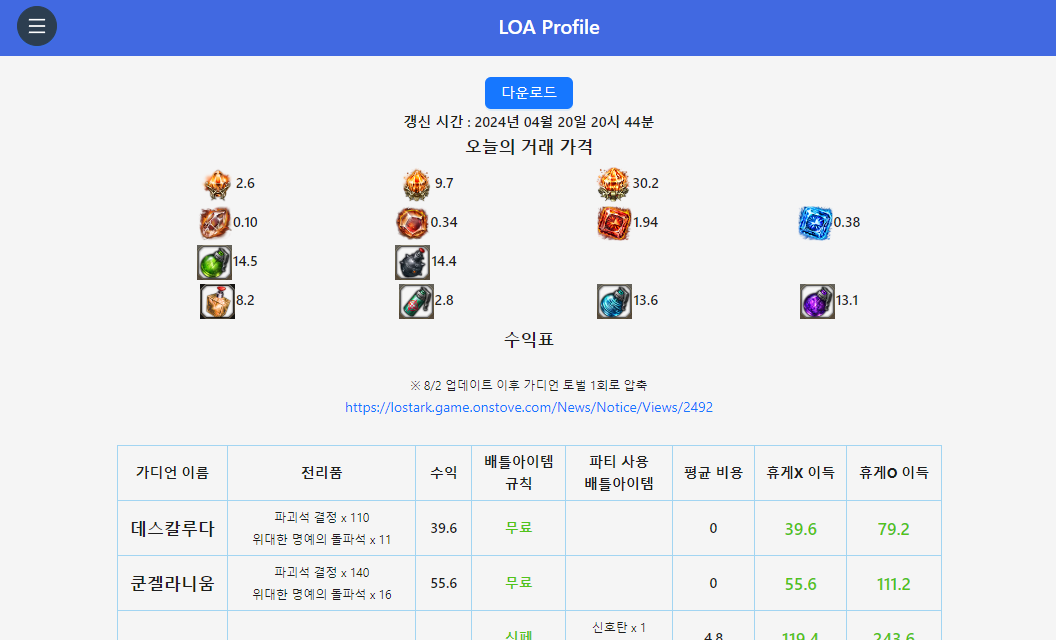 LOA Profile
다운로드
갱신 시간 : 2024년 04월 20일 20시 44분
오늘의 거래 가격
2.6 9.7 30.2
0.10 0.34 1.94 0.38
14.5 14.4
8.2 2.8 13.6 13.1
수익표
※ 8/2 업데이트 이후 가디언 토벌 1회로 압축
https://lostark.game.onstove.com/News/Notice/Views/2492
가디언 이름 전리품 수익 배틀아이템 규칙 파티 사용 배틀아이템 평균 비용 휴게X 이득 휴게O 이득
데스칼루다 파괴석 결정 x 110 위대한 명예의 돌파석 x 11 39.6 무료 0 39.6 79.2
쿤겔라니움 파괴석 결정 x 140 위대한 명예의 돌파석 x 16 55.6 무료 0 55.6 111.2
신페 신호탄 x 1 4.8 119.4 243.6